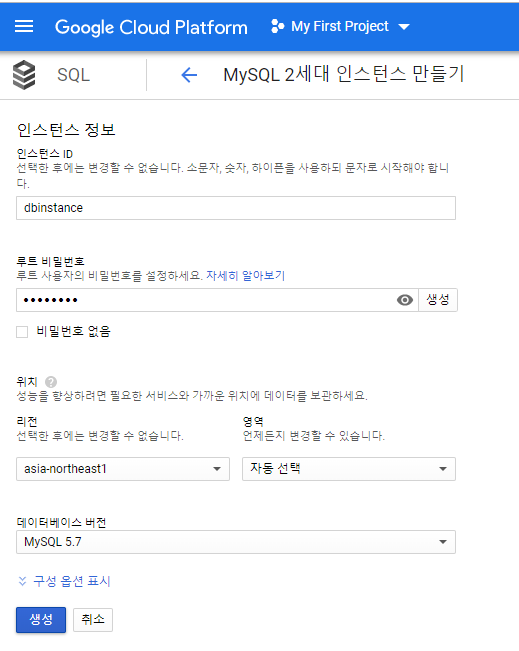 Google Cloud Platform My First Project
SQL MySQL 2세대 인스턴스 만들기
인스턴스 정보
인스턴스 ID
선택한 후에는 변경할 수 없습니다. 소문자, 숫자, 하이픈을 사용하되 문자로 시작해야 합니
다.
dbinstance
루트 비밀번호
루트 사용자의 비밀번호를 설정하세요. 자세히 알아보기
•••••••• 생성
비밀번호 없음
위치 ?
성능을 향상하려면 필요한 서비스와 가까운 위치에 데이터를 보관하세요.
리전 영역
선택한 후에는 변경할 수 없습니다. 언제든지 변경할 수 있습니다.
asia-northeast1 자동 선택
데이터베이스 버전
MySQL 5.7
구성 옵션 표시
생성 취소